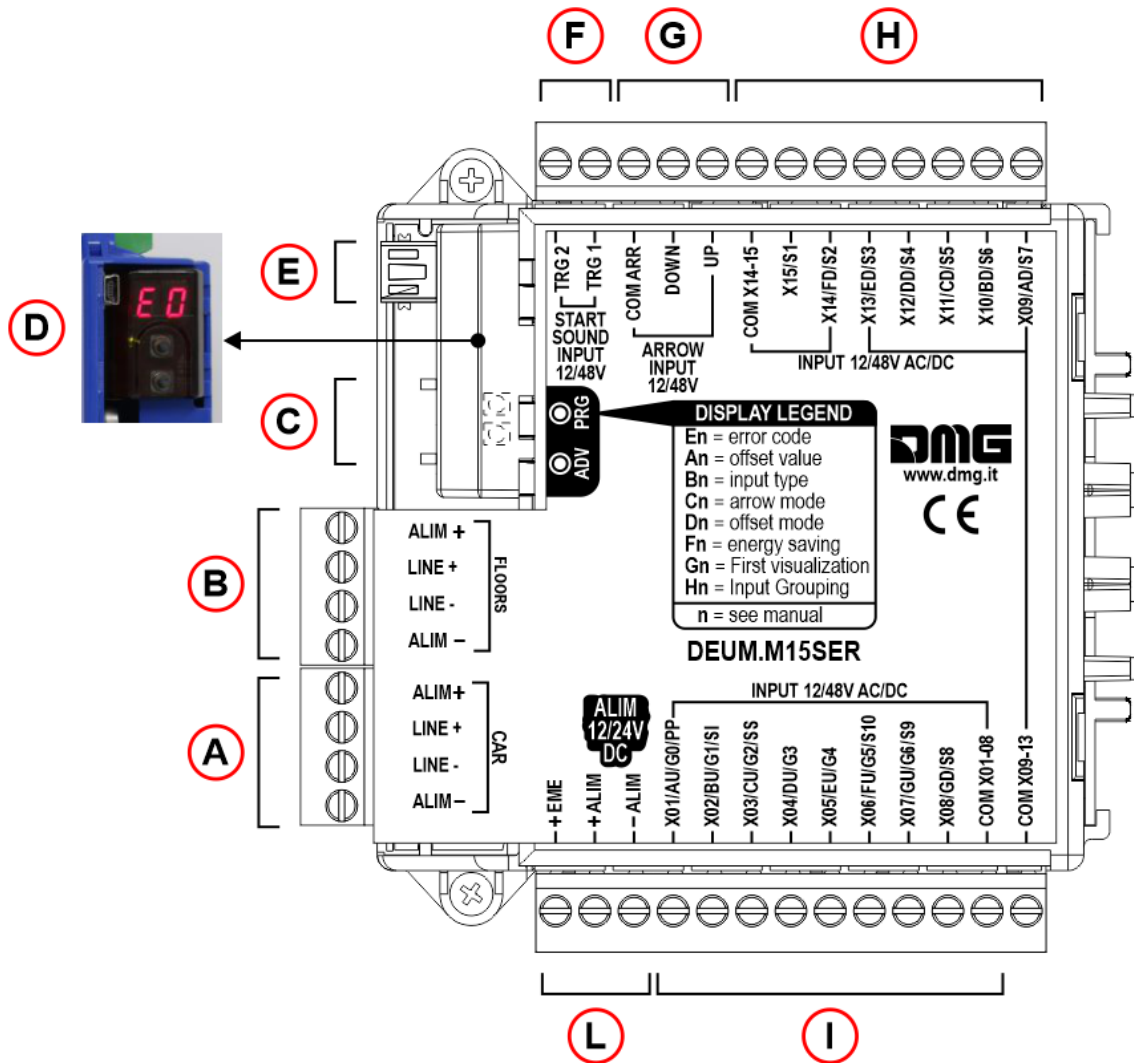 F
G
H
E
D
C
B
A
L
I
E0
TRG 2
TRG 1
START
SOUND
INPUT
12/48V
COM ARR
DOWN
UP
ARROW
INPUT
12/48V
COM X14-15
X15/S1
X14/FD/S2
X13/ED/S3
X12/DD/S4
X11/CD/S5
X10/BD/S6
X09/AD/S7
INPUT 12/48V AC/DC
PRG
ADV
DISPLAY LEGEND
En = error code
An = offset value
Bn = input type
Cn = arrow mode
Dn = offset mode
Fn = energy saving
Gn = First visualization
Hn = Input Grouping
n = see manual
DMG
www.dmg.it
CE
ALIM +
LINE +
LINE -
ALIM –
FLOORS
DEUM.M15SER
ALIM+
LINE +
LINE -
ALIM–
CAR
ALIM
12/24V
DC
INPUT 12/48V AC/DC
+ EME
+ ALIM
– ALIM
X01/AU/G0/PP
X02/BU/G1/SI
X03/CU/G2/SS
X04/DU/G3
X05/EU/G4
X06/FU/G5/S10
X07/GU/G6/S9
X08/GD/S8
COM X01-08
COM X09-13